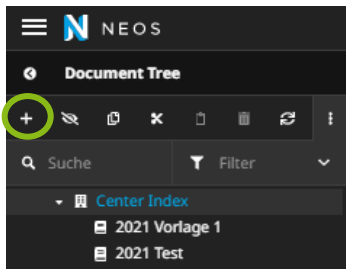 NEOS
Document Tree
Suche Filter
Center Index
2021 Vorlage 1
2021 Test